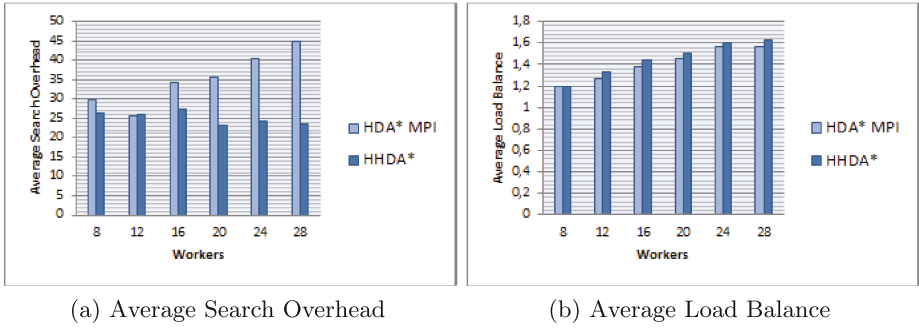 50
45
40
35
30
25
20
15
10
5
0
Average Search Overhead
8 12 16 20 24 28
Workers
HDA* MPI
HHDA*
(a) Average Search Overhead
1,8
1,6
1,4
1,2
1
0,8
0,6
0,4
0,2
0
Average Load Balance
8 12 16 20 24 28
Workers
HDA* MPI
HHDA*
(b) Average Load Balance